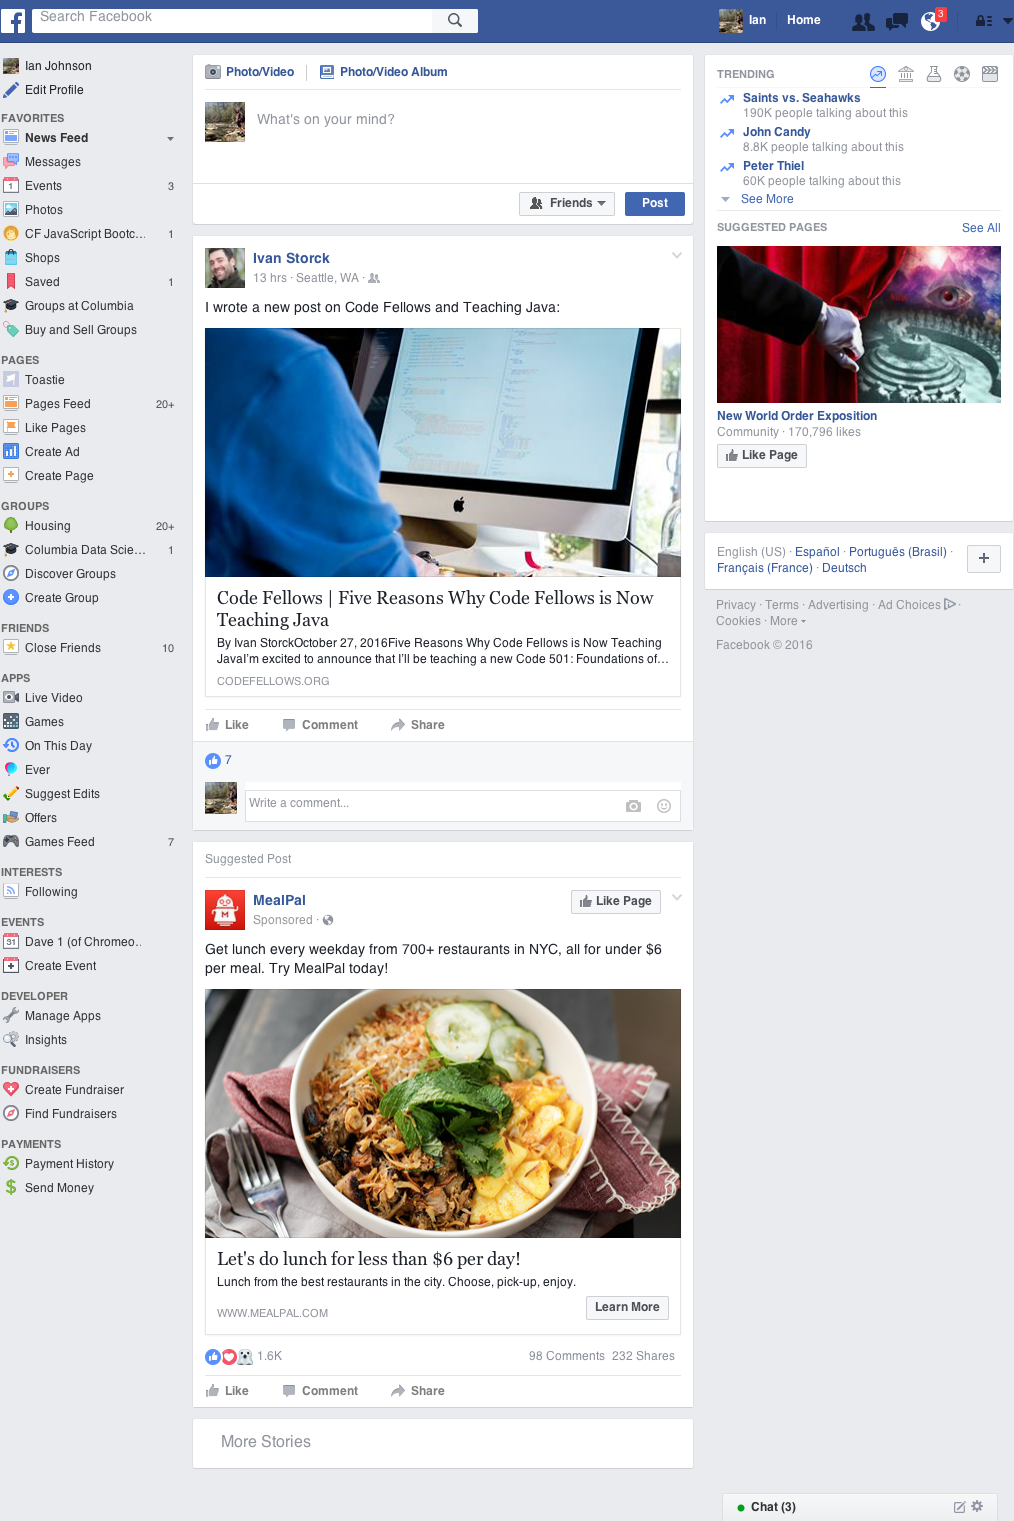 Search Facebook
Ian
Home
3
Ian Johnson
Edit Profile
FAVORITES
News Feed
Messages
Events 3
Photos
CF JavaScript Bootc... 1
Shops
Saved 1
Groups at Columbia
Buy and Sell Groups
PAGES
Toastie
Pages Feed 20+
Like Pages
Create Ad
Create Page
GROUPS
Housing 20+
Columbia Data Scie... 1
Discover Groups
Create Group
FRIENDS
Close Friends 10
APPS
Live Video
Games
On This Day
Ever
Suggest Edits
Offers
Games Feed 7
INTERESTS
Following
EVENTS
31 Dave 1 (of Chromeo..
Create Event
DEVELOPER
Manage Apps
Insights
FUNDRAISERS
Create Fundraiser
Find Fundraisers
PAYMENTS
Payment History
Send Money
Photo/Video
Photo/Video Album
What's on your mind?
Friends
Post
Ivan Storck
13 hrs · Seattle, WA ·
I wrote a new post on Code Fellows and Teaching Java:
Code Fellows | Five Reasons Why Code Fellows is Now
Teaching Java
By Ivan StorckOctober 27, 2016Five Reasons Why Code Fellows is Now Teaching
JavaI'm excited to announce that I'll be teaching a new Code 501: Foundations of...
CODEFELLOWS.ORG
Like Comment Share
7
Write a comment...
Suggested Post
MealPal
Like Page
Sponsored ·
Get lunch every weekday from 700+ restaurants in NYC, all for under $6
per meal. Try MealPal today!
Let's do lunch for less than $6 per day!
Lunch from the best restaurants in the city. Choose, pick-up, enjoy.
WWW.MEALPAL.COM
Learn More
1.6K
98 Comments 232 Shares
Like Comment Share
More Stories
TRENDING
Saints vs. Seahawks
190K people talking about this
John Candy
8.8K people talking about this
Peter Thiel
60K people talking about this
See More
SUGGESTED PAGES
See All
New World Order Exposition
Community · 170,796 likes
Like Page
English (US) · Español · Português (Brasil) ·
Français (France) · Deutsch
Privacy · Terms · Advertising · Ad Choices ·
Cookies · More
Facebook © 2016
Chat (3)